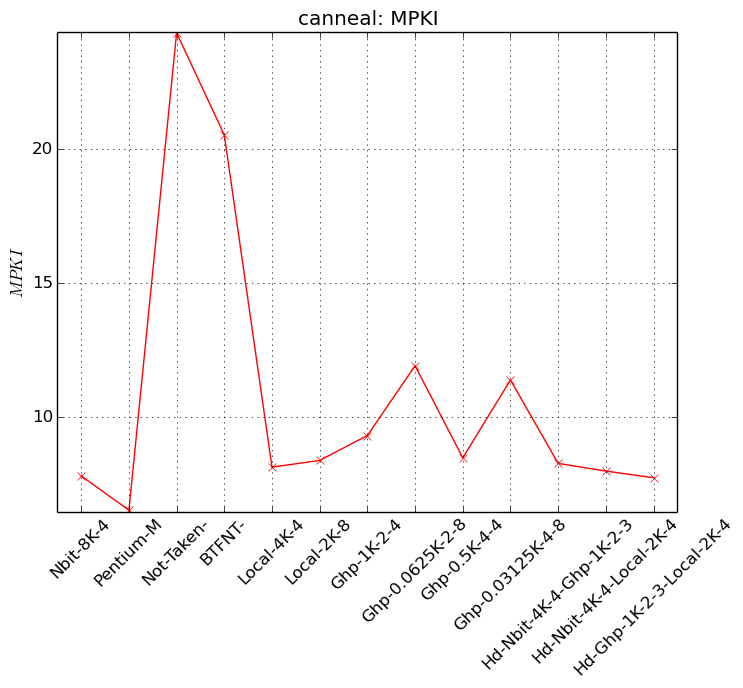 canneal: MPKI
MPKI
20
15
10
Nbit-8K-4
Pentium-M
Not-Taken-
BTFNT-
Local-4K-4
Local-2K-8
Ghp-1K-2-4
Ghp-0.0625K-2-8
Ghp-0.5K-4-4
Ghp-0.03125K-4-8
Hd-Nbit-4K-4-Ghp-1K-2-3
Hd-Nbit-4K-4-Local-2K-4
Hd-Ghp-1K-2-3-Local-2K-4